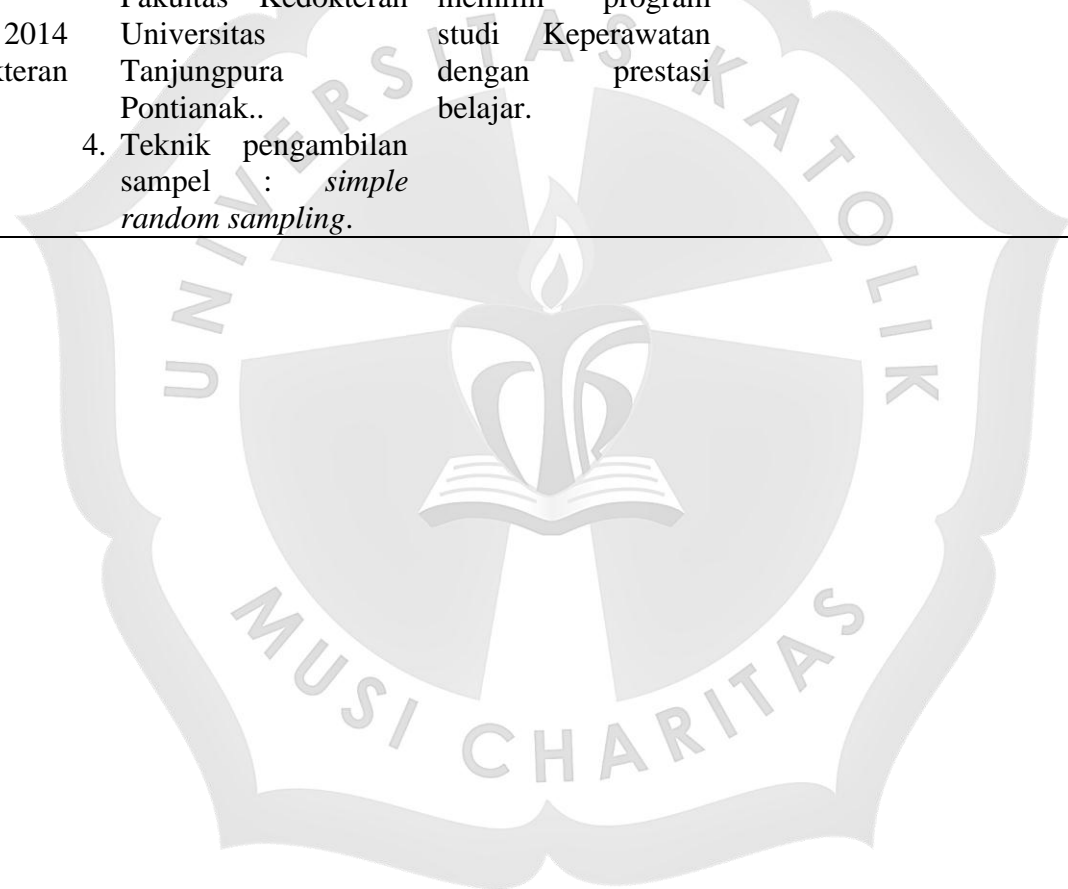 2014
kteran
Fakultas Kedokteran
Universitas
Tanjungpura
Pontianak..
4. Teknik pengambilan
sampel : simple
random sampling.
memilih program
studi Keperawatan
dengan prestasi
belajar.
UNIVERSITAS KATOLIK
MUSI CHARITAS